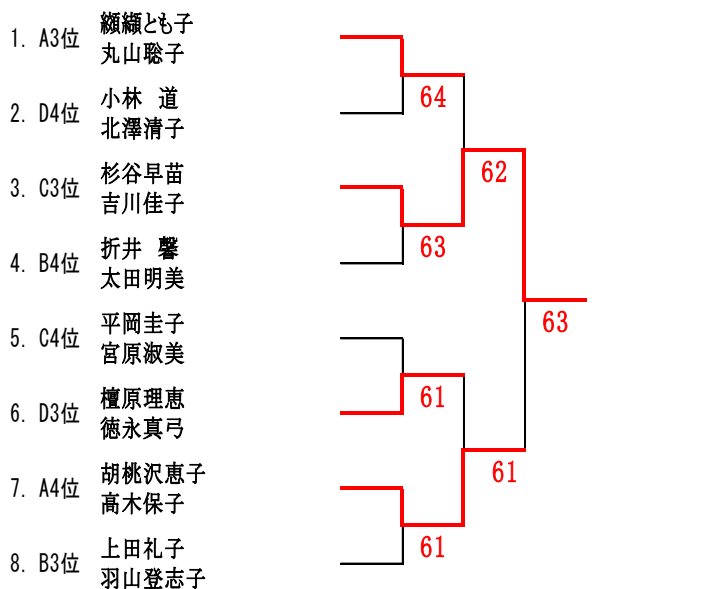 1. A3位
纐纈とも子
丸山聡子
64
2. D4位
小林　道
北澤清子
62
3. C3位
杉谷早苗
吉川佳子
63
4. B4位
折井　馨
太田明美
63
5. C4位
平岡圭子
宮原淑美
6. D3位
檀原理恵
徳永真弓
61
7. A4位
胡桃沢恵子
高木保子
61
8. B3位
上田礼子
羽山登志子
61